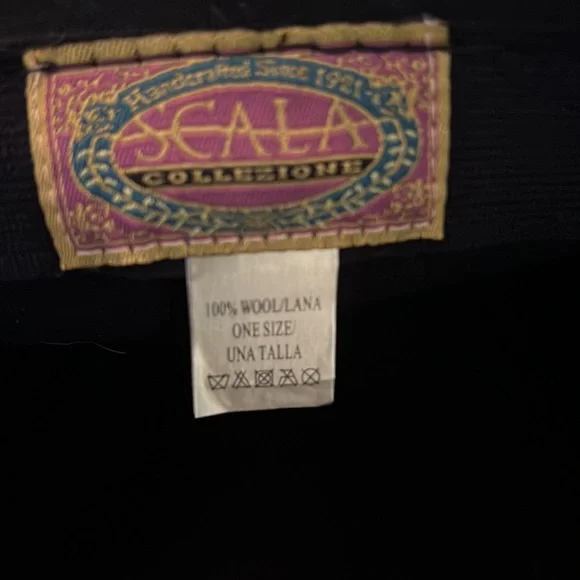 Handcrafted Since 1921
SCALA
COLLEZIONE
100% WOOL/LANA
ONE SIZE/
UNA TALLA